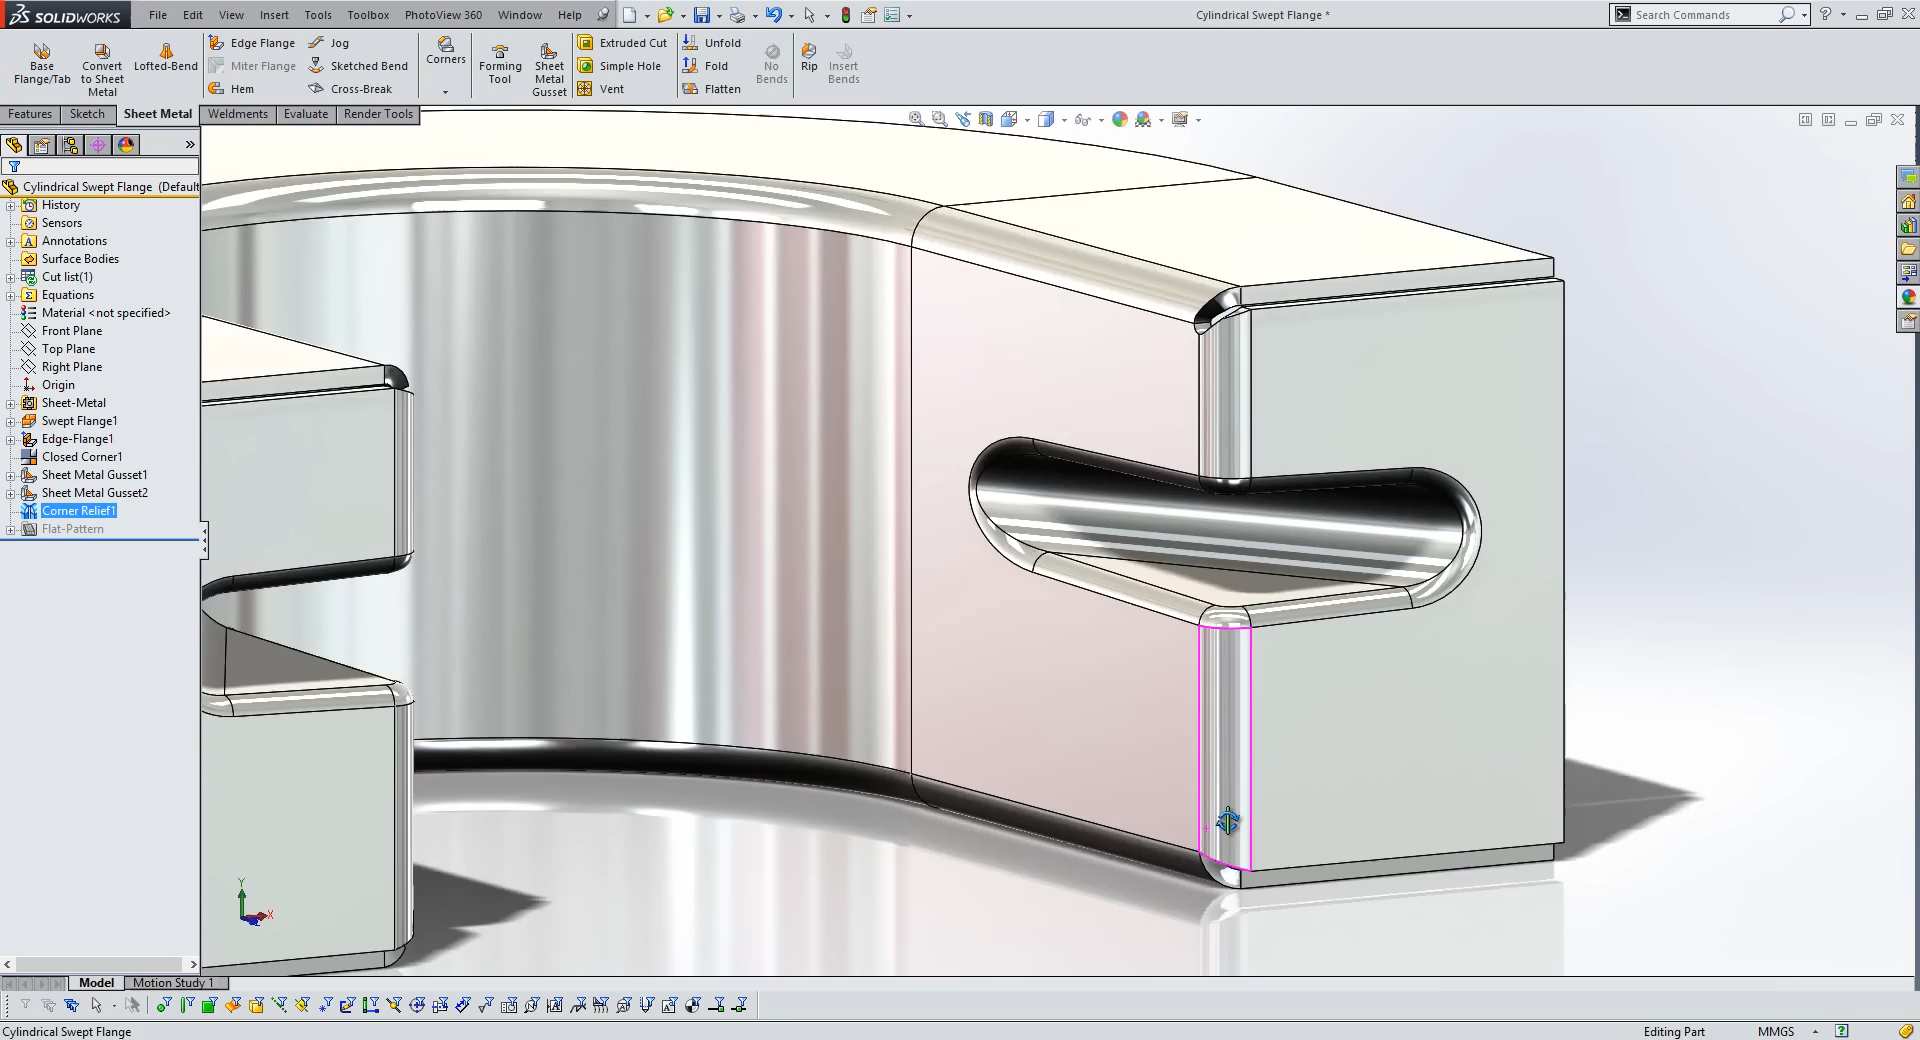 SOLIDWORKS
File Edit View Insert Tools Toolbox PhotoView 360 Window Help
Cylindrical Swept Flange *
Search Commands
Base Flange/Tab
Convert to Sheet Metal
Lofted-Bend
Edge Flange
Miter Flange
Hem
Jog
Sketched Bend
Cross-Break
Corners
Forming Tool
Sheet Metal Gusset
Extruded Cut
Simple Hole
Vent
Unfold
Fold
Flatten
No Bends
Rip
Insert Bends
Features Sketch Sheet Metal Weldments Evaluate Render Tools
Cylindrical Swept Flange (Default
History
Sensors
Annotations
Surface Bodies
Cut list(1)
Equations
Material <not specified>
Front Plane
Top Plane
Right Plane
Origin
Sheet-Metal
Swept Flange1
Edge-Flange1
Closed Corner1
Sheet Metal Gusset1
Sheet Metal Gusset2
Corner Relief1
Flat-Pattern
Y
X
Model Motion Study 1
Cylindrical Swept Flange
Editing Part
MMGS